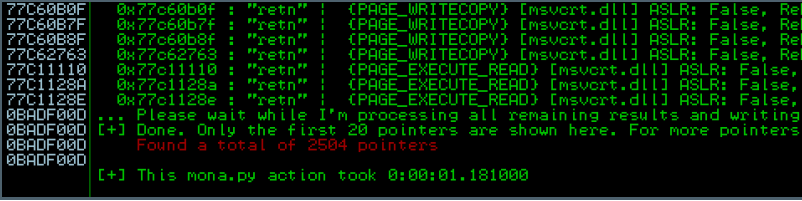 77C60B0F 0x77c60b0f : "retn" | {PAGE_WRITECOPY} [msvcrt.dll] ASLR: False, Re
77C60B7F 0x77c60b7f : "retn" | {PAGE_WRITECOPY} [msvcrt.dll] ASLR: False, Re
77C60B8F 0x77c60b8f : "retn" | {PAGE_WRITECOPY} [msvcrt.dll] ASLR: False, Re
77C62763 0x77c62763 : "retn" | {PAGE_WRITECOPY} [msvcrt.dll] ASLR: False, Re
77C11110 0x77c11110 : "retn" | {PAGE_EXECUTE_READ} [msvcrt.dll] ASLR: False,
77C1128A 0x77c1128a : "retn" | {PAGE_EXECUTE_READ} [msvcrt.dll] ASLR: False,
77C1128E 0x77c1128e : "retn" | {PAGE_EXECUTE_READ} [msvcrt.dll] ASLR: False,
0BADF00D ... Please wait while I'm processing all remaining results and writing
0BADF00D [+] Done. Only the first 20 pointers are shown here. For more pointers
0BADF00D Found a total of 2504 pointers
0BADF00D
[+] This mona.py action took 0:00:01.181000